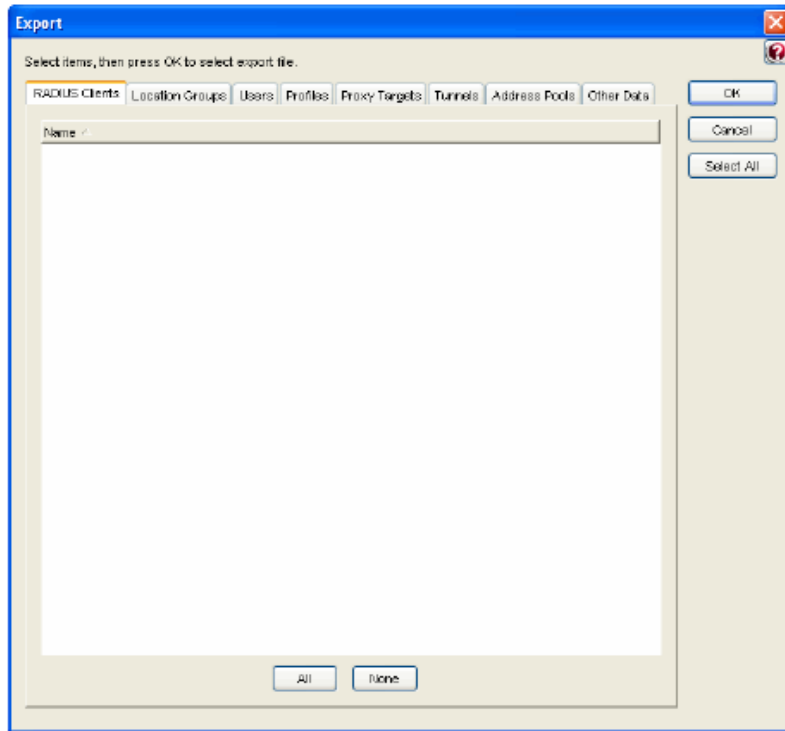 Export
Select items, then press OK to select export file.
RADIUS Clients Location Groups Users Profiles Proxy Targets Tunnels Address Pools Other Data
OK
Cancel
Select All
Name
All None